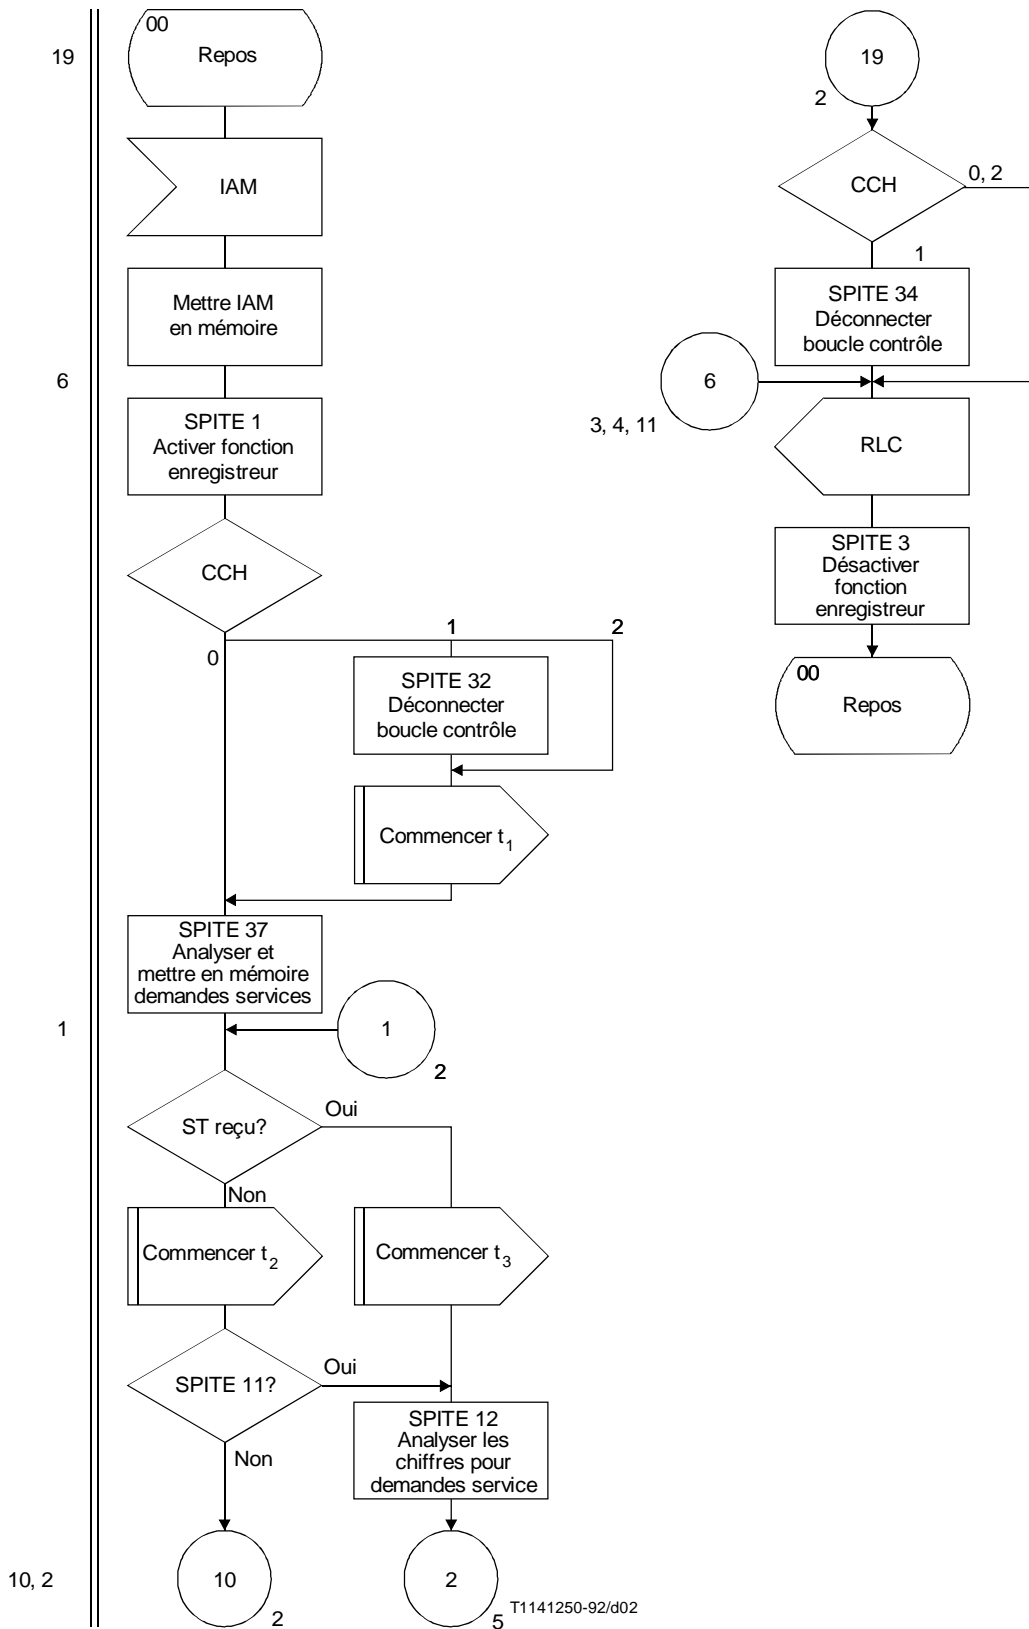 19
00
Repos
IAM
Mettre IAM
en mémoire
6
SPITE 1
Activer fonction
enregistreur
CCH
0
1
2
SPITE 32
Déconnecter
boucle contrôle
Commencer t1
SPITE 37
Analyser et
mettre en mémoire
demandes services
1
1
2
ST reçu?
Oui
Non
Commencer t2
Commencer t3
SPITE 11?
Oui
Non
SPITE 12
Analyser les
chiffres pour
demandes service
10, 2
10
2
2
5
T1141250-92/d02
19
2
CCH
0, 2
1
SPITE 34
Déconnecter
boucle contrôle
6
3, 4, 11
RLC
SPITE 3
Désactiver
fonction
enregistreur
00
Repos